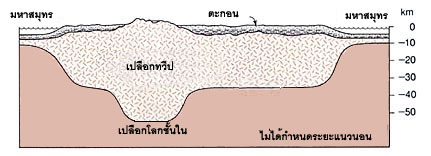 มหาสมุทร
ตะกอน
มหาสมุทร
km
0
-10
-20
-30
-40
-50
เปลือกทวีป
เปลือกโลกชั้นใน
ไม่ได้กำหนดระยะแนวนอน